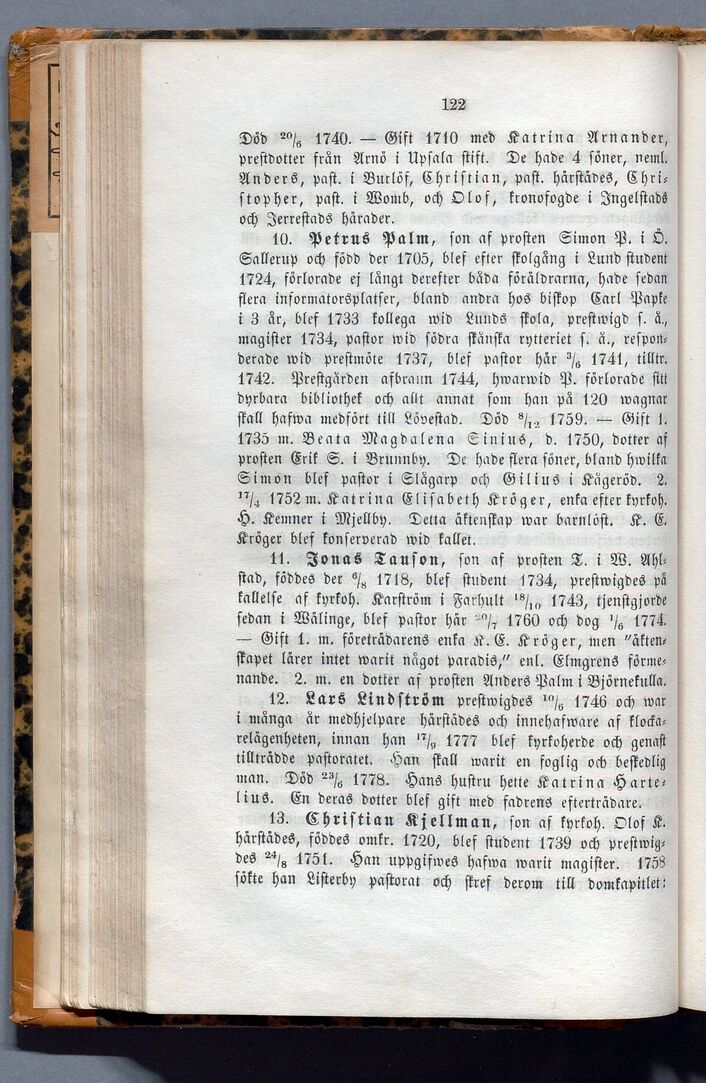 122
Död 20/6 1740. — Gift 1710 med Katrina Arnander,
prestdotter från Arnö i Upsala stift. De hade 4 söner, neml.
Anders, past. i Burlöf, Christian, past. härstädes, Chri-
stopher, past. i Womb, och Olof, kronofogde i Ingelstads
och Jerrestads härader.
10. Petrus Palm, son af prosten Simon P. i Ö.
Sallerup och född der 1705, blef efter skolgång i Lund student
1724, förlorade ej långt derefter båda föräldrarna, hade sedan
flera informatorsplatser, bland andra hos biskop Carl Papke
i 3 år, blef 1733 kollega wid Lunds skola, prestwigd s. å.,
magister 1734, pastor wid södra skånska rytteriet s. å., respon-
derade wid prestmöte 1737, blef pastor här 3/6 1741, tilltr.
1742. Prestgården afbrann 1744, hwarwid P. förlorade sitt
dyrbara bibliothek och allt annat som han på 120 wagnar
skall hafwa medfört till Lövestad. Död 8/12 1759. — Gift 1.
1735 m. Beata Magdalena Sinius, d. 1750, dotter af
prosten Erik S. i Brunnby. De hade flera söner, bland hwilka
Simon blef pastor i Slågarp och Gilius i Kågeröd. 2.
17/4 1752 m. Katrina Elisabeth Kröger, enka efter kyrkoh.
H. Kemner i Mjellby. Detta äktenskap war barnlöst. K. E.
Kröger blef konserverad wid kallet.
11. Jonas Tauson, son af prosten T. i W. Ahl-
stad, föddes der 6/8 1718, blef student 1734, prestwigdes på
kallelse af kyrkoh. Karström i Farhult 18/10 1743, tjenstgjorde
sedan i Wålinge, blef pastor här 20/7 1760 och dog 1/6 1774.
— Gift 1. m. företrädarens enka K. E. Kröger, men "äkten-
skapet lärer intet warit något paradis," enl. Elmgrens förme-
nande. 2. m. en dotter af prosten Anders Palm i Björnekulla.
12. Lars Lindström prestwigdes 10/6 1746 och war
i många år medhjelpare härstädes och innehafware af klocka-
relägenheten, innan han 17/9 1777 blef kyrkoherde och genast
tillträdde pastoratet. Han skall warit en foglig och beskedlig
man. Död 23/6 1778. Hans hustru hette Katrina Harte-
lius. En deras dotter blef gift med fadrens efterträdare.
13. Christian Kjellman, son af kyrkoh. Olof K.
härstädes, föddes omkr. 1720, blef student 1739 och prestwig-
des 24/8 1751. Han uppgifwes hafwa warit magister. 1758
sökte han Listerby pastorat och skref derom till domkapitlet: